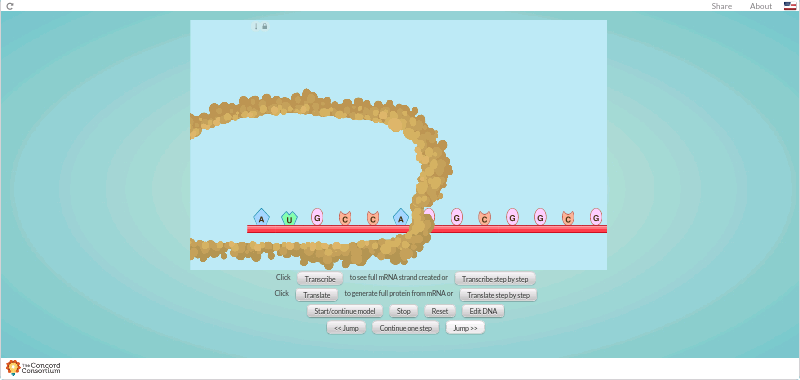 Share About
A U G C C A G C G G C G
Click Transcribe to see full mRNA strand created or Transcribe step by step
Click Translate to generate full protein from mRNA or Translate step by step
Start/continue model Stop Reset Edit DNA
<< Jump Continue one step Jump >>
The Concord
Consortium